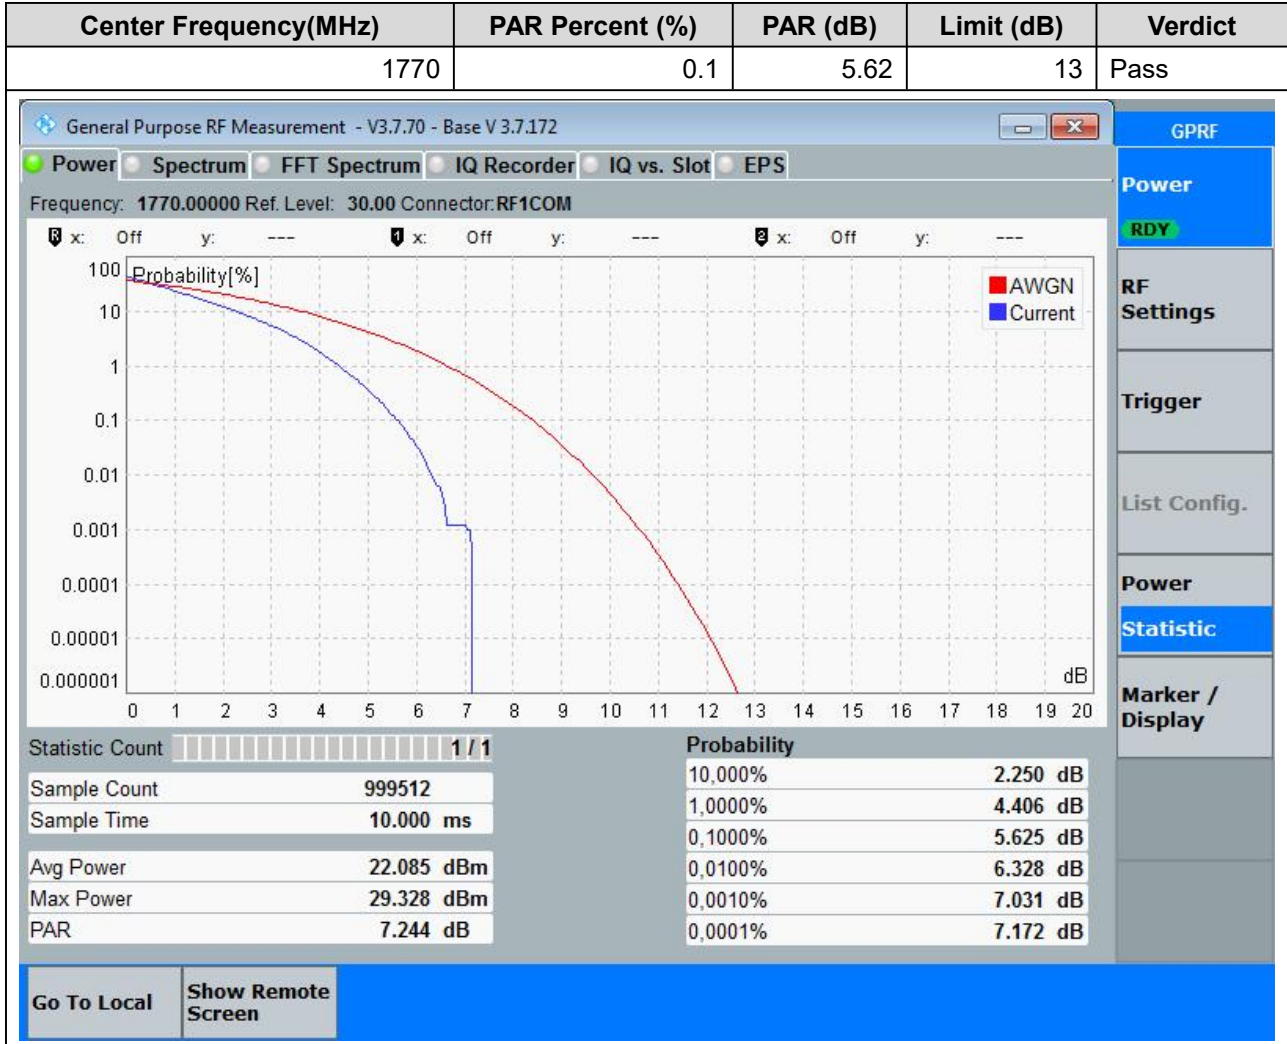 Center Frequency(MHz) PAR Percent (%) PAR (dB) Limit (dB) Verdict
1770 0.1 5.62 13 Pass
General Purpose RF Measurement - V3.7.70 - Base V 3.7.172
GPRF
Power Spectrum FFT Spectrum IQ Recorder IQ vs. Slot EPS
Power
RDY
Frequency: 1770.00000 Ref. Level: 30.00 Connector: RF1COM
R x: Off y: --- 1 x: Off y: --- 2 x: Off y: ---
Probability[%]
AWGN
Current
100
10
1
0.1
0.01
0.001
0.0001
0.00001
0.000001
dB
0 1 2 3 4 5 6 7 8 9 10 11 12 13 14 15 16 17 18 19 20
RF
Settings
Trigger
List Config.
Power
Statistic
Marker /
Display
Statistic Count 1 / 1
Sample Count 999512
Sample Time 10.000 ms
Avg Power 22.085 dBm
Max Power 29.328 dBm
PAR 7.244 dB
Probability
10,000% 2.250 dB
1,0000% 4.406 dB
0,1000% 5.625 dB
0,0100% 6.328 dB
0,0010% 7.031 dB
0,0001% 7.172 dB
Go To Local
Show Remote
Screen